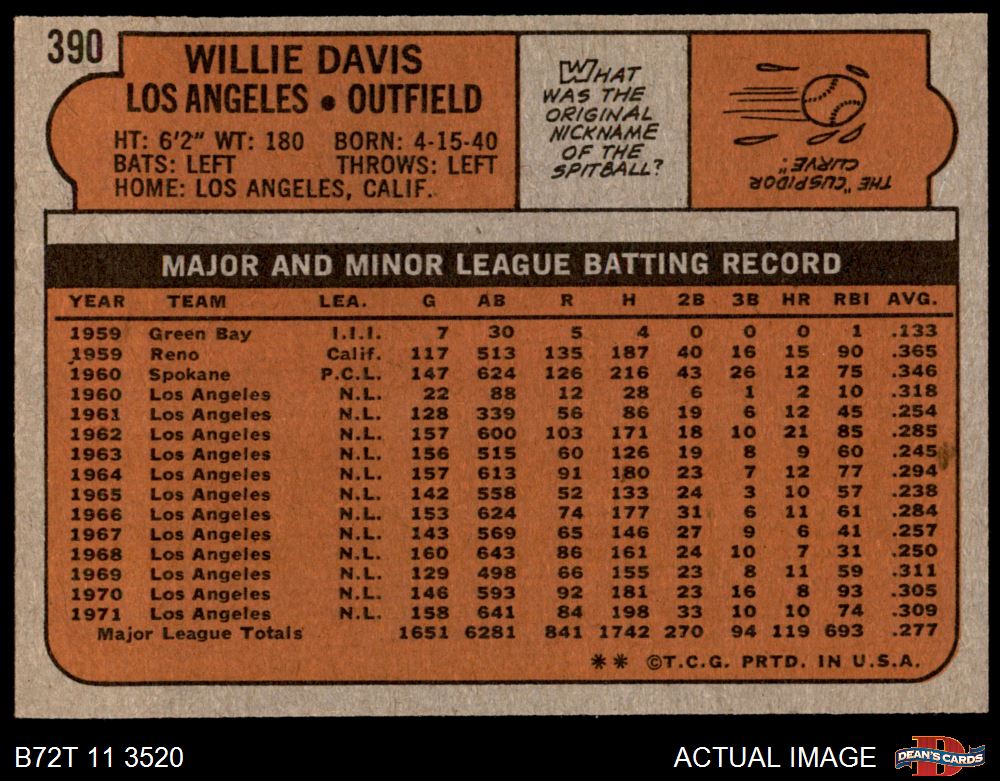 390
WILLIE DAVIS
LOS ANGELES • OUTFIELD
HT: 6'2" WT: 180 BORN: 4-15-40
BATS: LEFT THROWS: LEFT
HOME: LOS ANGELES, CALIF.
WHAT
WAS THE
ORIGINAL
NICKNAME
OF THE
SPITBALL?
THE "CUSPIDOR
CURVE".
MAJOR AND MINOR LEAGUE BATTING RECORD
YEAR TEAM LEA. G AB R H 2B 3B HR RBI AVG.
1959 Green Bay I.I.I. 7 30 5 4 0 0 0 1 .133
1959 Reno Calif. 117 513 135 187 40 16 15 90 .365
1960 Spokane P.C.L. 147 624 126 216 43 26 12 75 .346
1960 Los Angeles N.L. 22 88 12 28 6 1 2 10 .318
1961 Los Angeles N.L. 128 339 56 86 19 6 12 45 .254
1962 Los Angeles N.L. 157 600 103 171 18 10 21 85 .285
1963 Los Angeles N.L. 156 515 60 126 19 8 9 60 .245
1964 Los Angeles N.L. 157 613 91 180 23 7 12 77 .294
1965 Los Angeles N.L. 142 558 52 133 24 3 10 57 .238
1966 Los Angeles N.L. 153 624 74 177 31 6 11 61 .284
1967 Los Angeles N.L. 143 569 65 146 27 9 6 41 .257
1968 Los Angeles N.L. 160 643 86 161 24 10 7 31 .250
1969 Los Angeles N.L. 129 498 66 155 23 8 11 59 .311
1970 Los Angeles N.L. 146 593 92 181 23 16 8 93 .305
1971 Los Angeles N.L. 158 641 84 198 33 10 10 74 .309
Major League Totals 1651 6281 841 1742 270 94 119 693 .277
** ©T.C.G. PRTD. IN U.S.A.
B72T 11 3520
ACTUAL IMAGE
D
DEAN'S CARDS